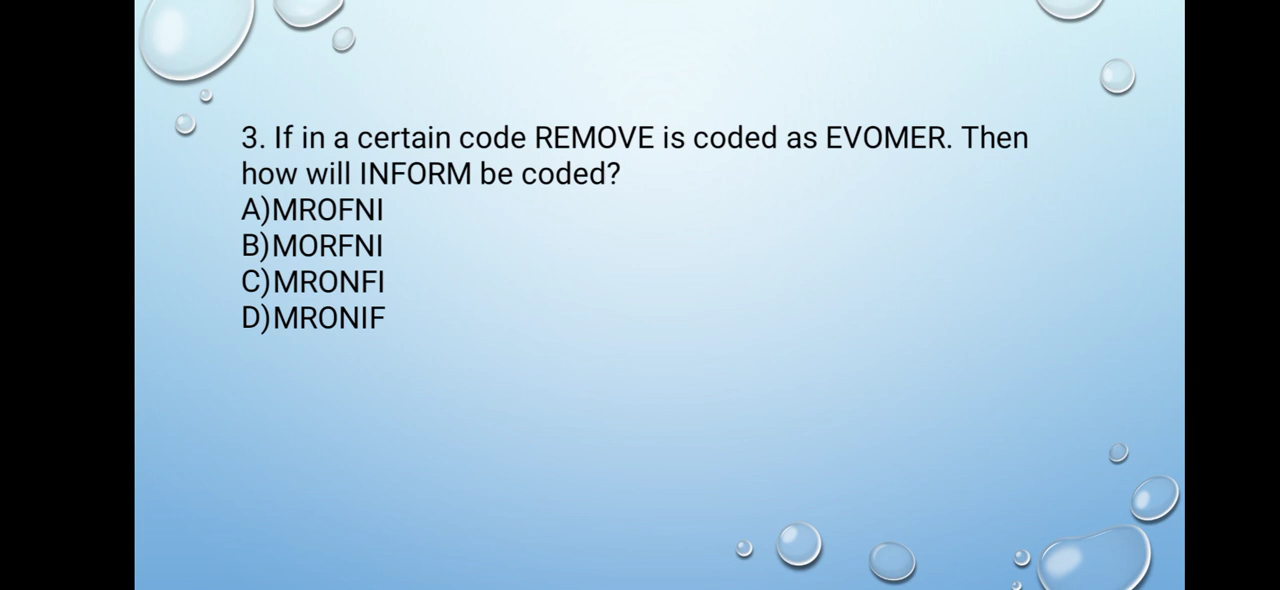 3. If in a certain code REMOVE is coded as EVOMER. Then
how will INFORM be coded?
A)MROFNI
B)MORFNI
C)MRONFI
D)MRONIF